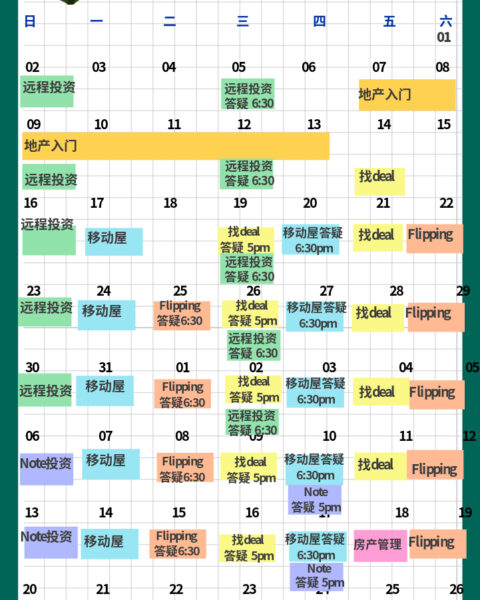 日 一 二 三 四 五 六
01
02 03 04 05 06 07 08
远程投资 远程投资 地产入门
答疑 6:30
09 10 11 12 13 14 15
地产入门
远程投资 远程投资 找deal
答疑 6:30
16 17 18 19 20 21 22
远程投资 移动屋 找deal 移动屋答疑 找deal Flipping
答疑 5pm 6:30pm
远程投资
答疑 6:30
23 24 25 26 27 28 29
远程投资 移动屋 Flipping 找deal 移动屋答疑 找deal Flipping
答疑6:30 答疑 5pm 6:30pm
远程投资
答疑 6:30
30 31 01 02 03 04 05
远程投资 移动屋 Flipping 找deal 移动屋答疑 找deal Flipping
答疑6:30 答疑 5pm 6:30pm
远程投资
答疑 6:30
06 07 08 09 10 11 12
Note投资 移动屋 Flipping 找deal 移动屋答疑 找deal Flipping
答疑6:30 答疑 5pm 6:30pm
Note
答疑 5pm
13 14 15 16 17 18 19
Note投资 移动屋 Flipping 找deal 移动屋答疑 房产管理 Flipping
答疑6:30 答疑 5pm 6:30pm
Note
答疑 5pm
20 21 22 23 24 25 26